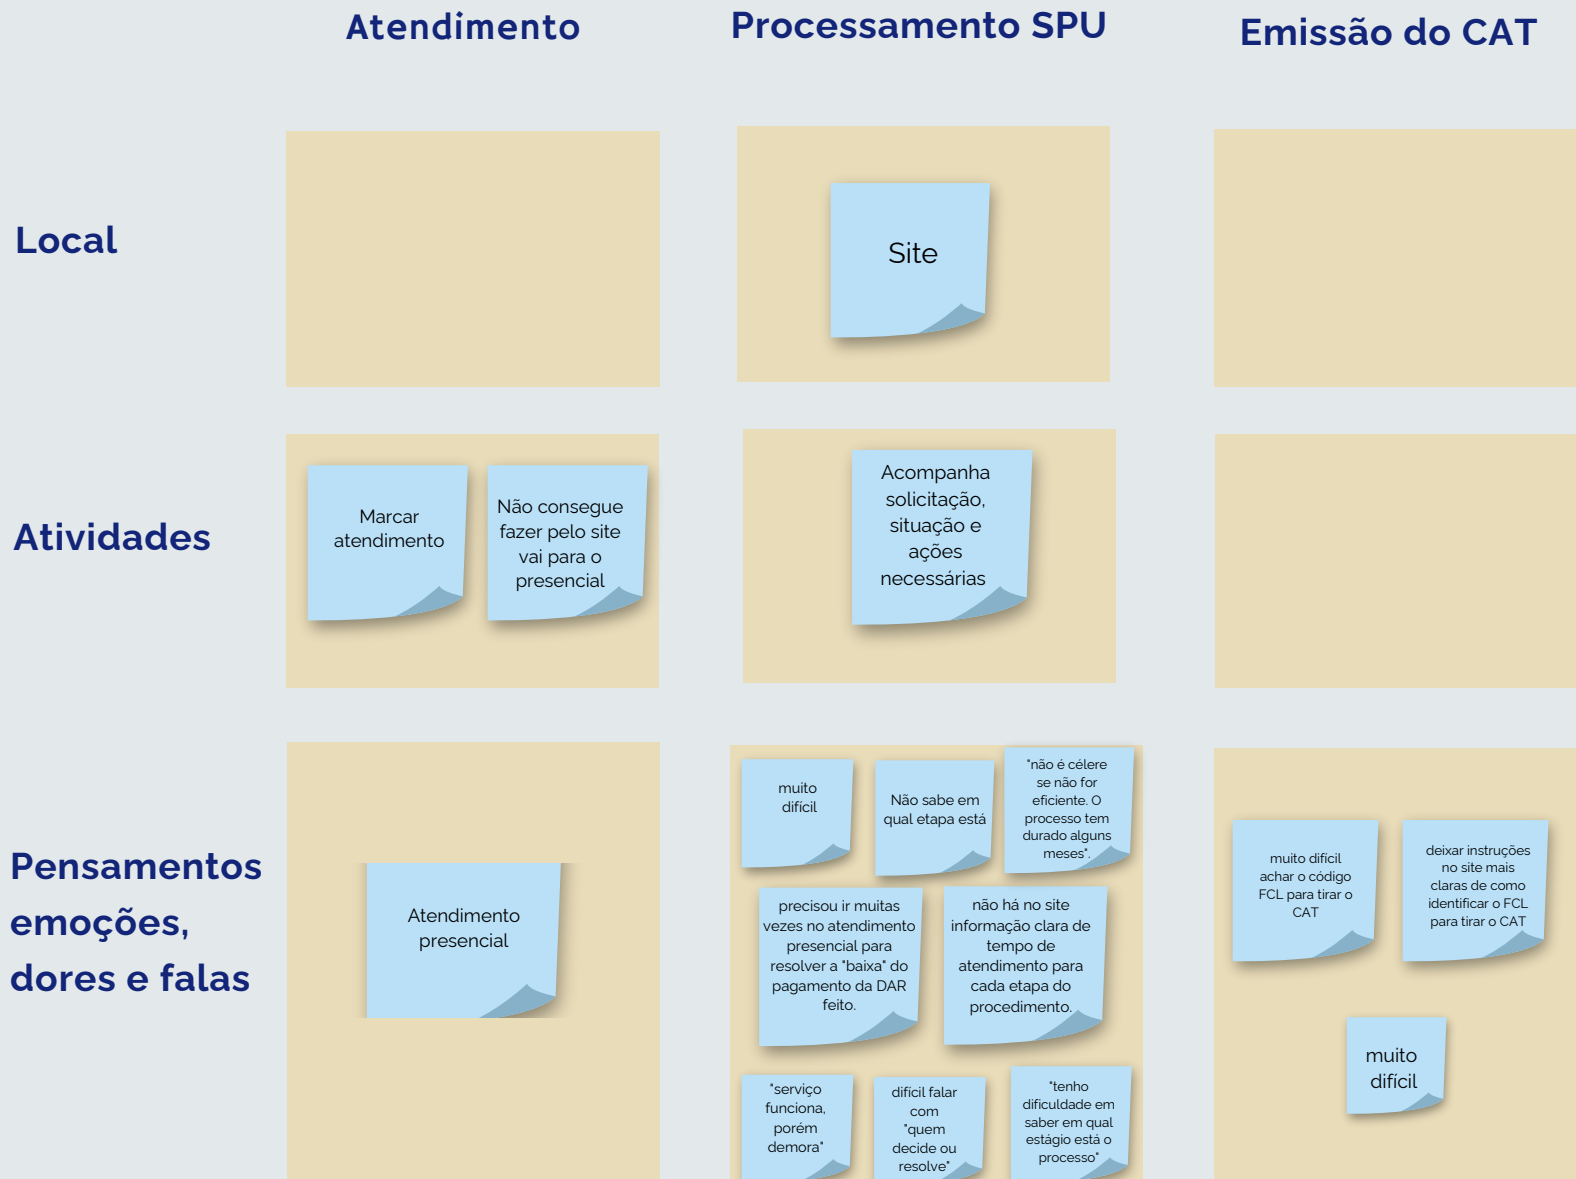 Atendimento
Processamento SPU
Emissão do CAT
Local
Site
Atividades
Marcar
atendimento
Não consegue
fazer pelo site
vai para o
presencial
Acompanha
solicitação,
situação e
ações
necessárias
Pensamentos
emoções,
dores e falas
Atendimento
presencial
muito
difícil
Não sabe em
qual etapa está
"não é célere
se não for
eficiente. O
processo tem
durado alguns
meses".
precisou ir muitas
vezes no atendimento
presencial para
resolver a "baixa" do
pagamento da DAR
feito.
não há no site
informação clara de
tempo de
atendimento para
cada etapa do
procedimento.
"serviço
funciona,
porém
demora"
difícil falar
com
"quem
decide ou
resolve"
"tenho
dificuldade em
saber em qual
estágio está o
processo"
muito difícil
achar o código
FCL para tirar o
CAT
deixar instruções
no site mais
claras de como
identificar o FCL
para tirar o CAT
muito
difícil